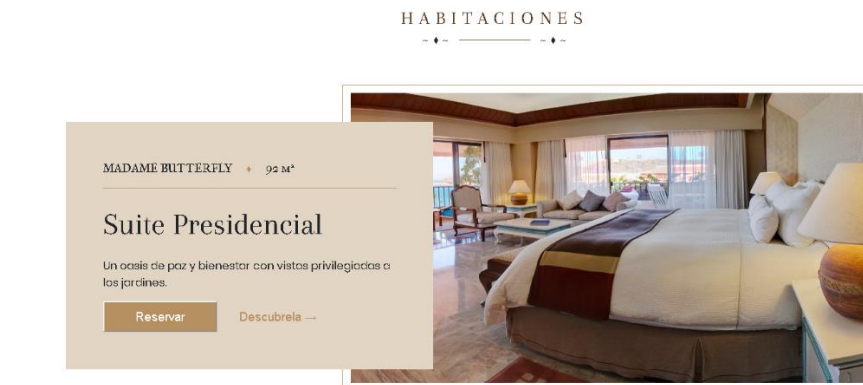 HABITACIONES
MADAME BUTTERFLY ✦ 92 M²
Suite Presidencial
Un oasis de paz y bienestar con vistas privilegiadas a
los jardines.
Reservar Descubrela →